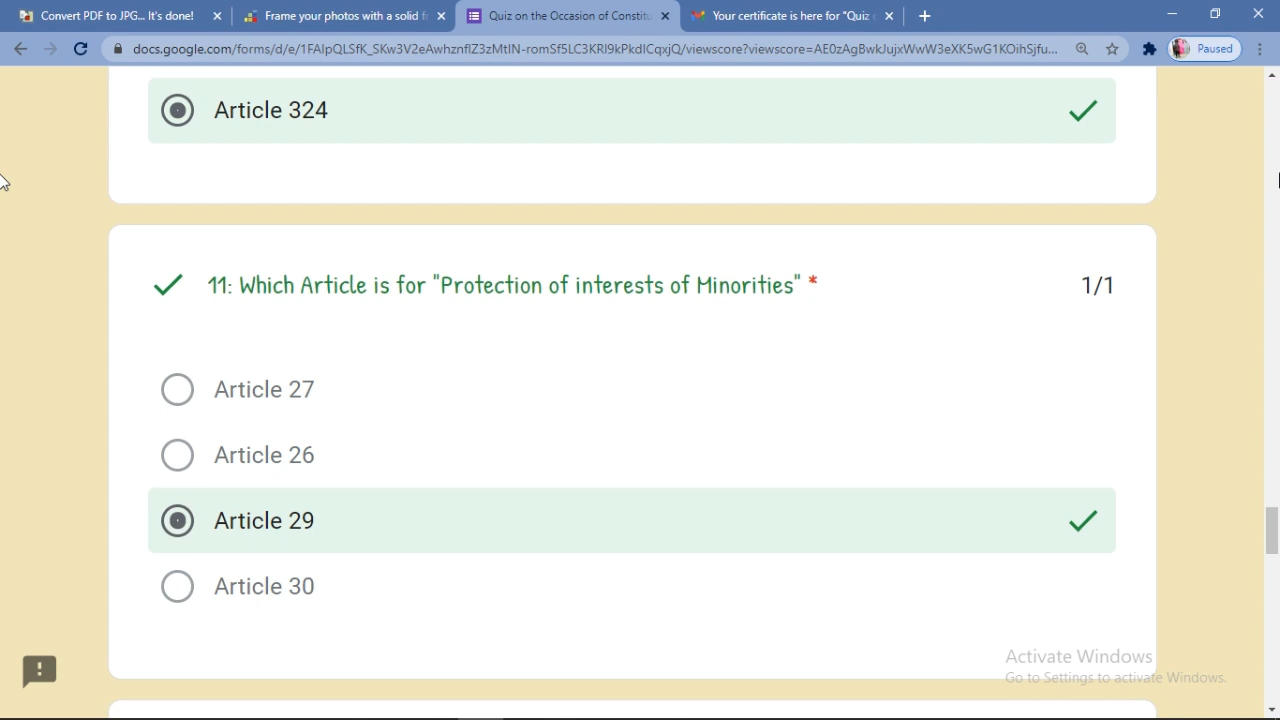 Convert PDF to JPG... It's done!
Frame your photos with a solid f
Quiz on the Occasion of Constitu
Your certificate is here for "Quiz
docs.google.com/forms/d/e/1FAIpQLSfK_SKw3V2eAwhznflZ3zMtIN-romSf5LC3KRl9kPkdICqxjQ/viewscore?viewscore=AE0zAgBwkJujxWwW3eXK5wG1KOihSjfu...
Paused
Article 324
11: Which Article is for "Protection of interests of Minorities" *
1/1
Article 27
Article 26
Article 29
Article 30
Activate Windows
Go to Settings to activate Windows.